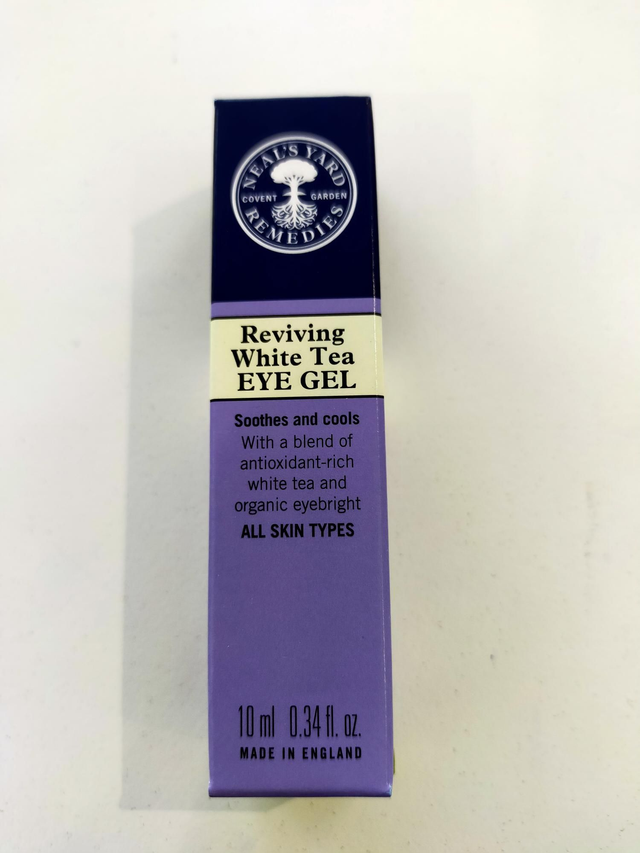 NEAL'S YARD
COVENT GARDEN
REMEDIES
Reviving
White Tea
EYE GEL
Soothes and cools
With a blend of
antioxidant-rich
white tea and
organic eyebright
ALL SKIN TYPES
10 ml 0.34 fl. oz.
MADE IN ENGLAND